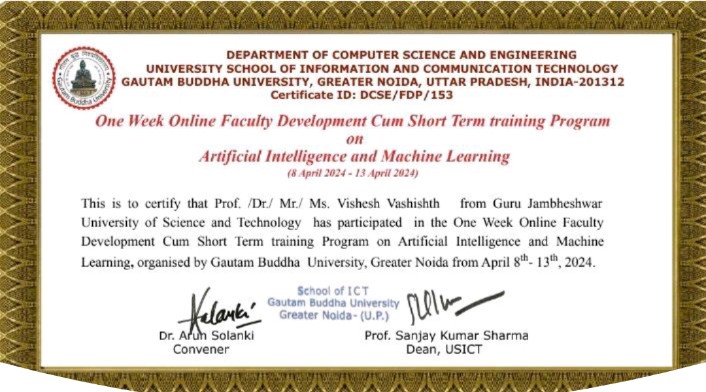 DEPARTMENT OF COMPUTER SCIENCE AND ENGINEERING
UNIVERSITY SCHOOL OF INFORMATION AND COMMUNICATION TECHNOLOGY
GAUTAM BUDDHA UNIVERSITY, GREATER NOIDA, UTTAR PRADESH, INDIA-201312
Certificate ID: DCSE/FDP/153
One Week Online Faculty Development Cum Short Term training Program
on
Artificial Intelligence and Machine Learning
(8 April 2024 - 13 April 2024)
This is to certify that Prof. /Dr./ Mr./ Ms. Vishesh Vashishth from Guru Jambheshwar
University of Science and Technology has participated in the One Week Online Faculty
Development Cum Short Term training Program on Artificial Intelligence and Machine
Learning, organised by Gautam Buddha University, Greater Noida from April 8th- 13th, 2024.
School of ICT
Gautam Buddha University
Greater Noida- (U.P.)
Dr. Arun Solanki
Convener
Prof. Sanjay Kumar Sharma
Dean, USICT